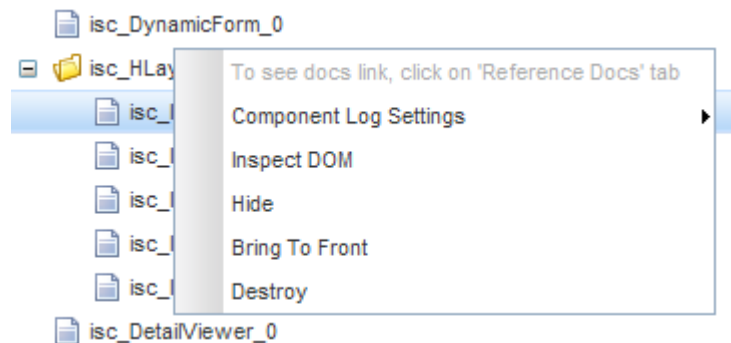 isc_DynamicForm_0
isc_HLay
To see docs link, click on 'Reference Docs' tab
isc_
Component Log Settings
isc_
Inspect DOM
isc_
Hide
isc_
Bring To Front
isc_
Destroy
isc_DetailViewer_0